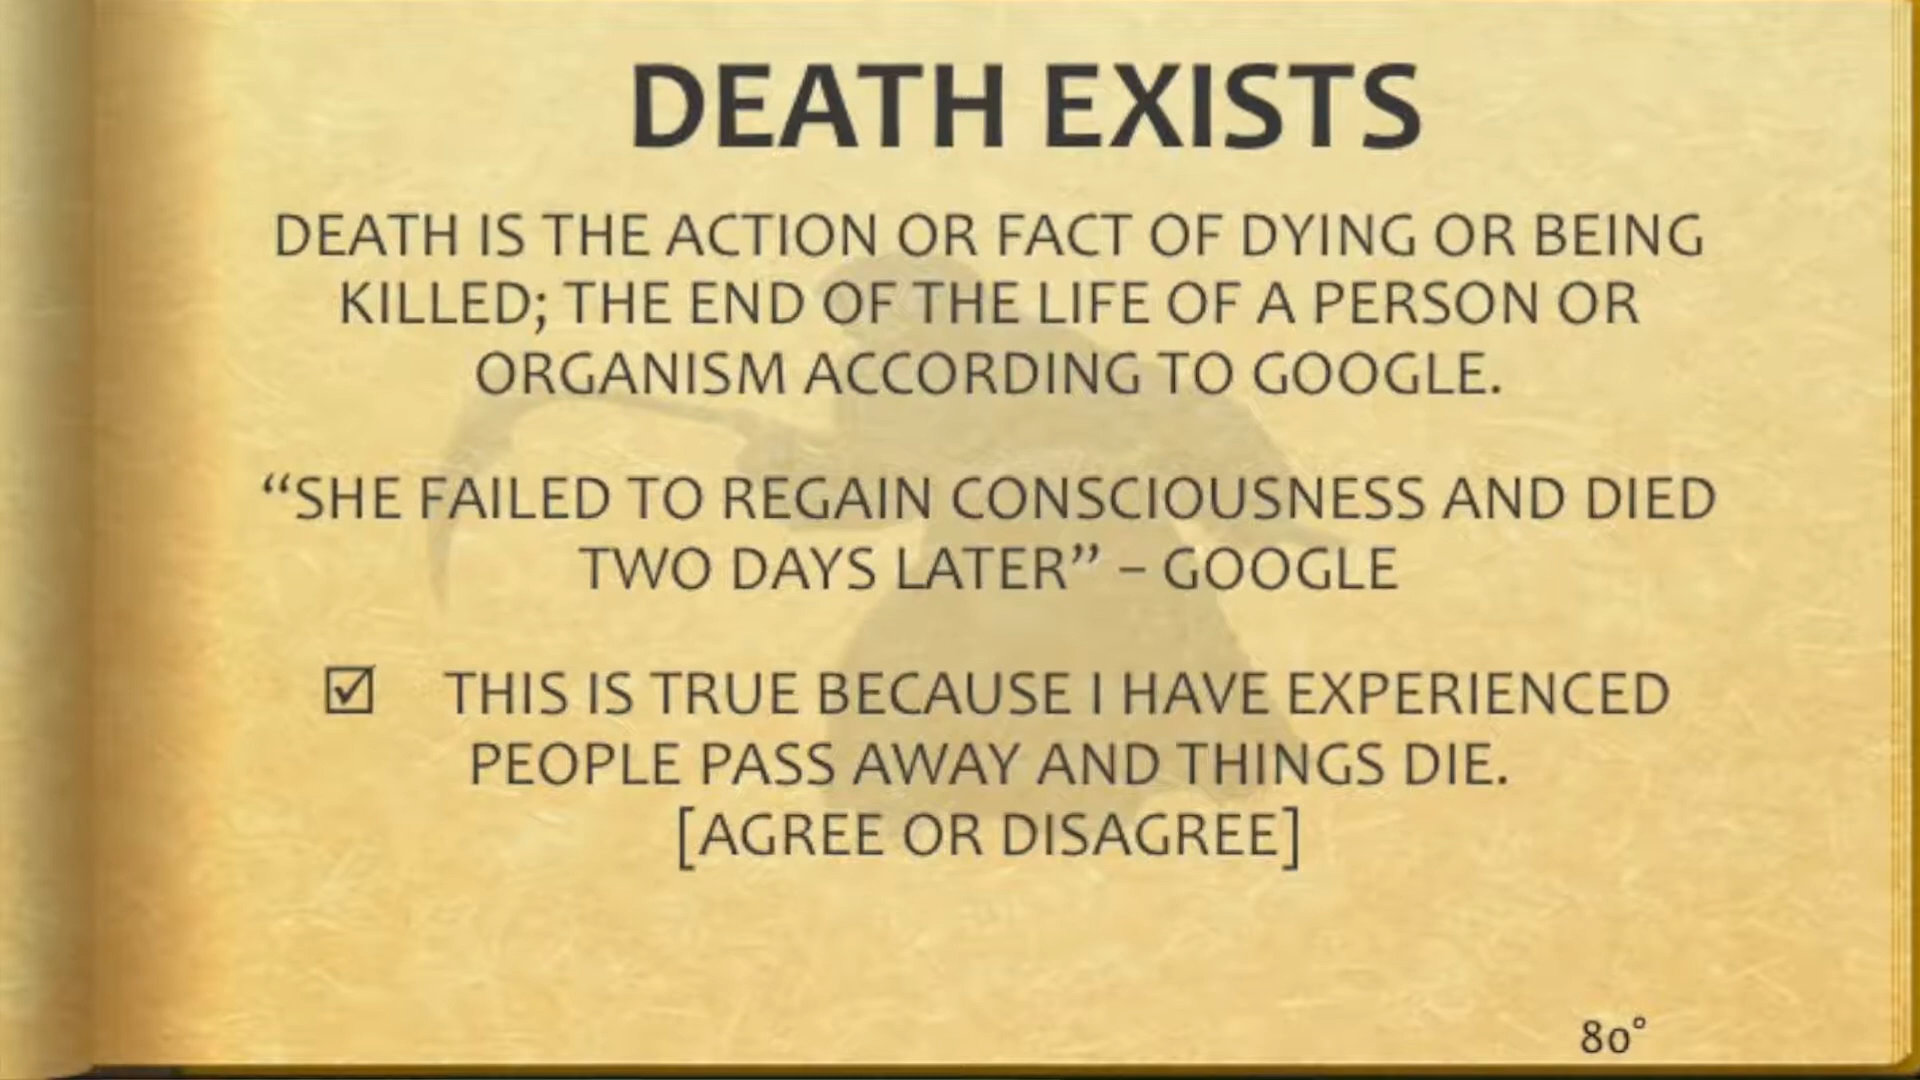 DEATH EXISTS
DEATH IS THE ACTION OR FACT OF DYING OR BEING
KILLED; THE END OF THE LIFE OF A PERSON OR
ORGANISM ACCORDING TO GOOGLE.
“SHE FAILED TO REGAIN CONSCIOUSNESS AND DIED
TWO DAYS LATER” – GOOGLE
☑ THIS IS TRUE BECAUSE I HAVE EXPERIENCED
PEOPLE PASS AWAY AND THINGS DIE.
[AGREE OR DISAGREE]
80°